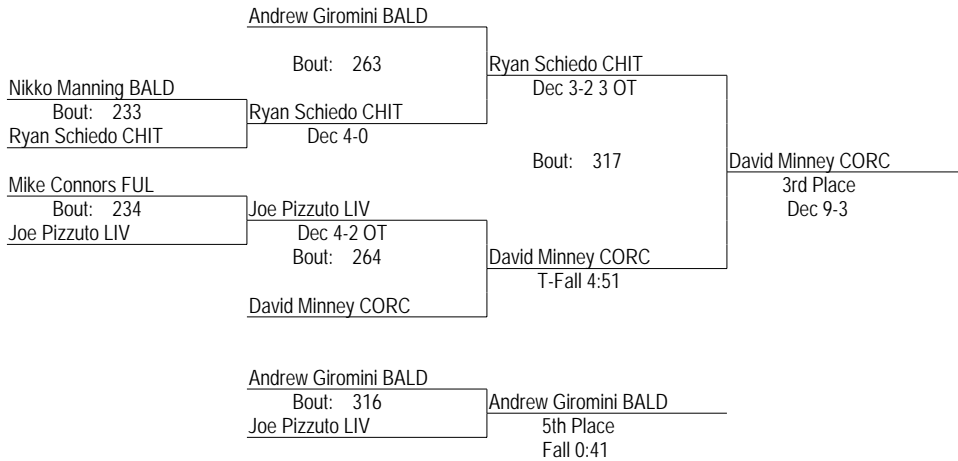 Andrew Giromini BALD
Bout: 263
Ryan Schiedo CHIT
Dec 3-2 3 OT
Nikko Manning BALD
Bout: 233
Ryan Schiedo CHIT
Ryan Schiedo CHIT
Dec 4-0
Bout: 317
David Minney CORC
3rd Place
Dec 9-3
Mike Connors FUL
Bout: 234
Joe Pizzuto LIV
Joe Pizzuto LIV
Dec 4-2 OT
Bout: 264
David Minney CORC
T-Fall 4:51
David Minney CORC
Andrew Giromini BALD
Bout: 316
Joe Pizzuto LIV
Andrew Giromini BALD
5th Place
Fall 0:41